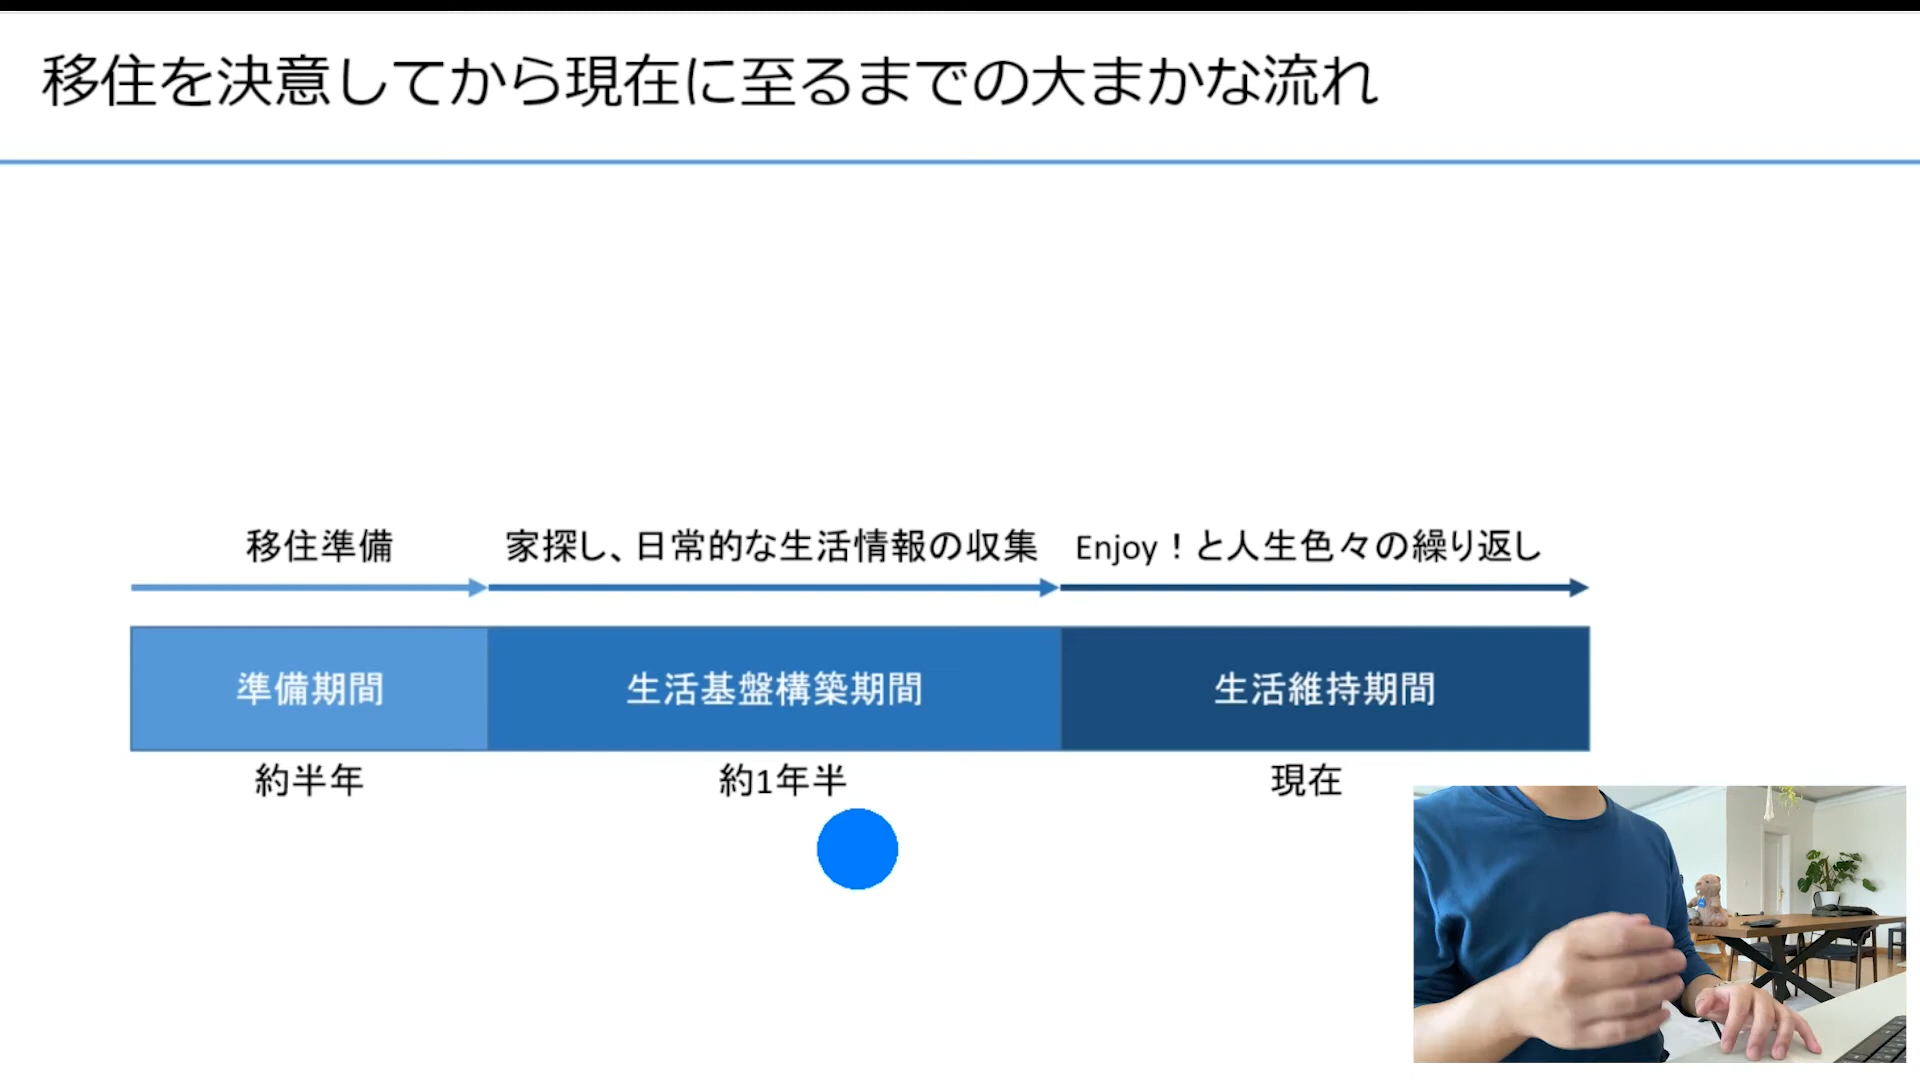 移住を決意してから現在に至るまでの大まかな流れ
移住準備
家探し、日常的な生活情報の収集
Enjoy！と人生色々の繰り返し
準備期間
生活基盤構築期間
生活維持期間
約半年
約1年半
現在